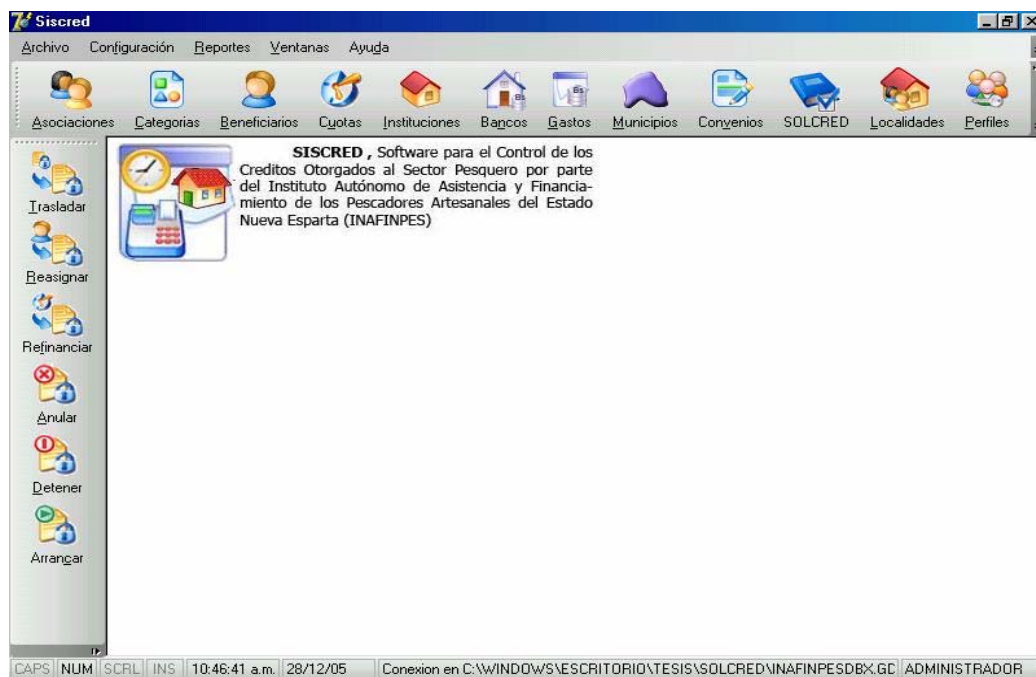 Siscred
Archivo Configuración Reportes Ventanas Ayuda
Asociaciones Categorias Beneficiarios Cuotas Instituciones Bancos Gastos Municipios Convenios SOLCRED Localidades Perfiles
Trasladar
Reasignar
Refinanciar
Anular
Detener
Arrancar
SISCRED , Software para el Control de los
Creditos Otorgados al Sector Pesquero por parte
del Instituto Autónomo de Asistencia y Financia-
miento de los Pescadores Artesanales del Estado
Nueva Esparta (INAFINPES)
CAPS NUM SCRL INS 10:46:41 a.m. 28/12/05 Conexion en C:\WINDOWS\ESCRITORIO\TESIS\SOLCRED\INAFINPESDBX.GD ADMINISTRADOR